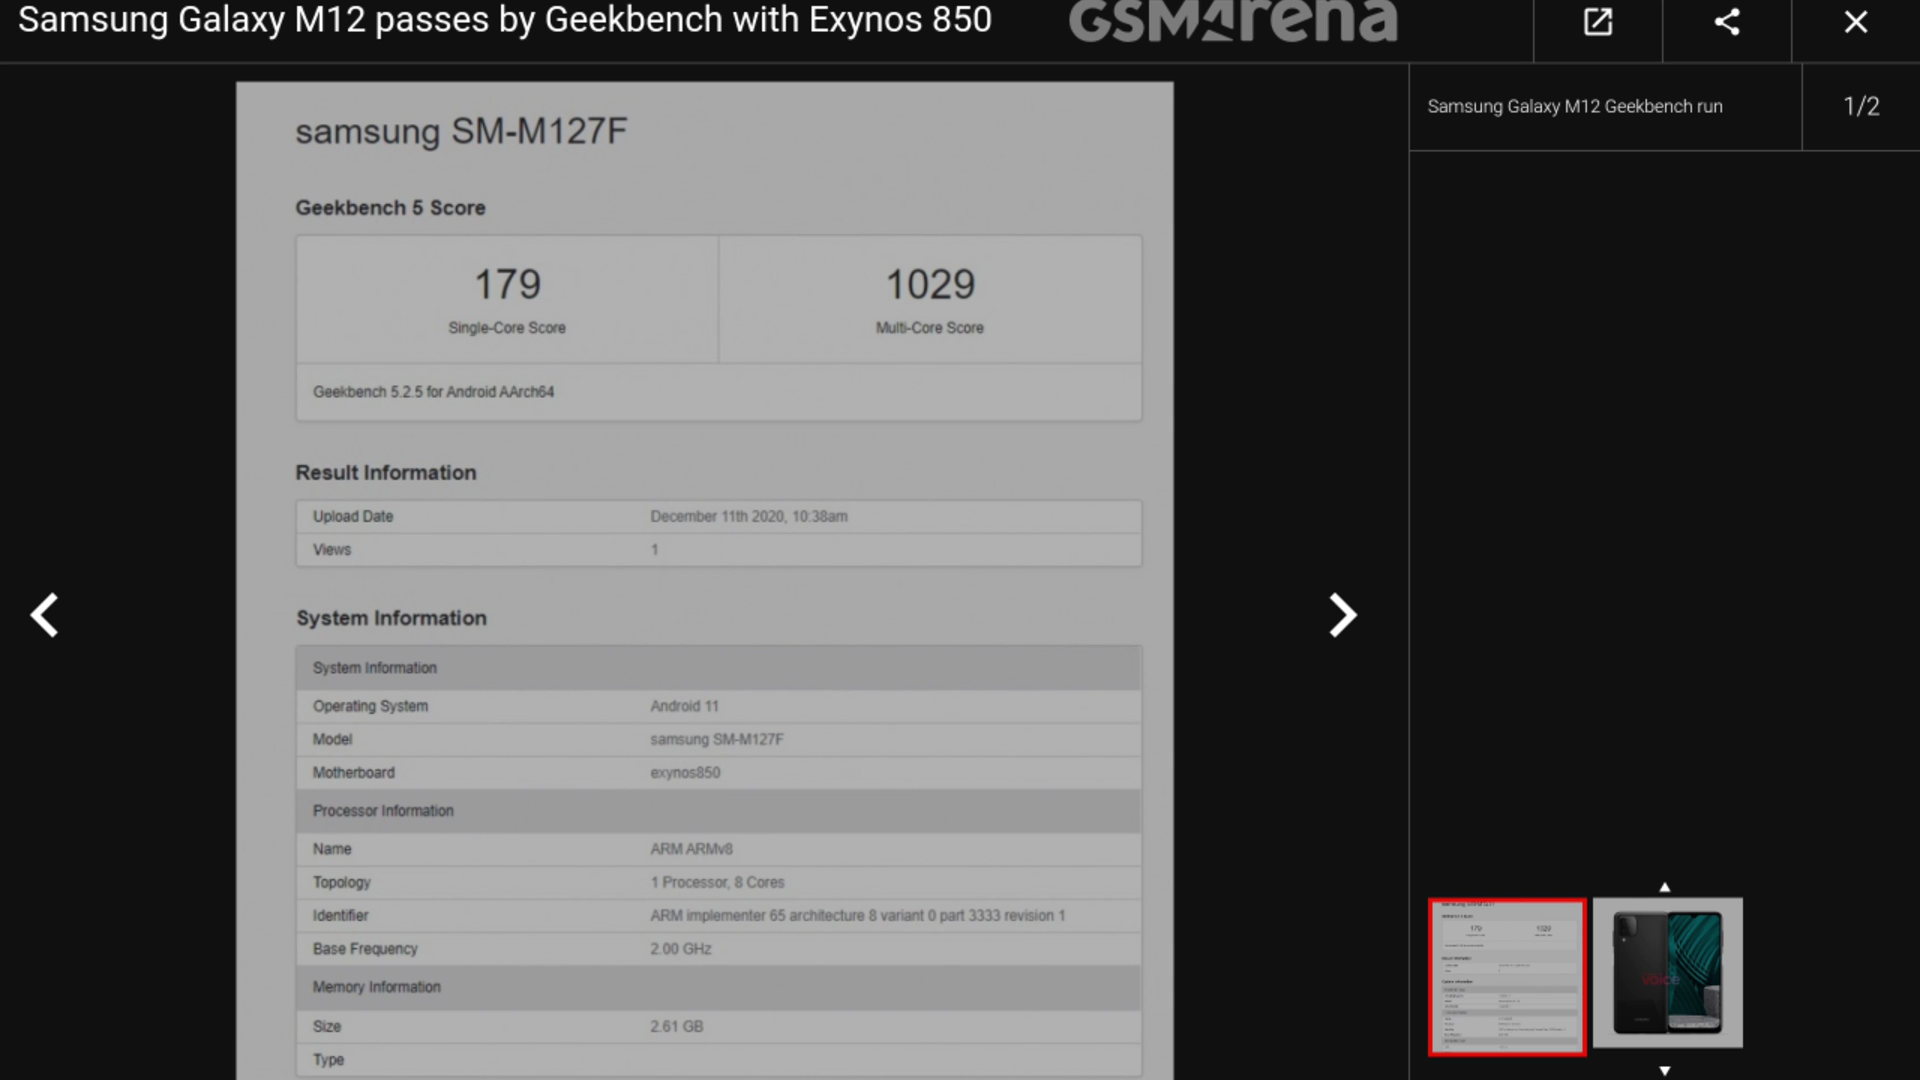 Samsung Galaxy M12 passes by Geekbench with Exynos 850
GSMArena
Samsung Galaxy M12 Geekbench run
1/2
samsung SM-M127F
Geekbench 5 Score
179
Single-Core Score
1029
Multi-Core Score
Geekbench 5.2.5 for Android AArch64
Result Information
Upload Date December 11th 2020, 10:38am
Views 1
System Information
System Information
Operating System Android 11
Model samsung SM-M127F
Motherboard exynos850
Processor Information
Name ARM ARMv8
Topology 1 Processor, 8 Cores
Identifier ARM implementer 65 architecture 8 variant 0 part 3333 revision 1
Base Frequency 2.00 GHz
Memory Information
Size 2.61 GB
Type
179
1029
voice